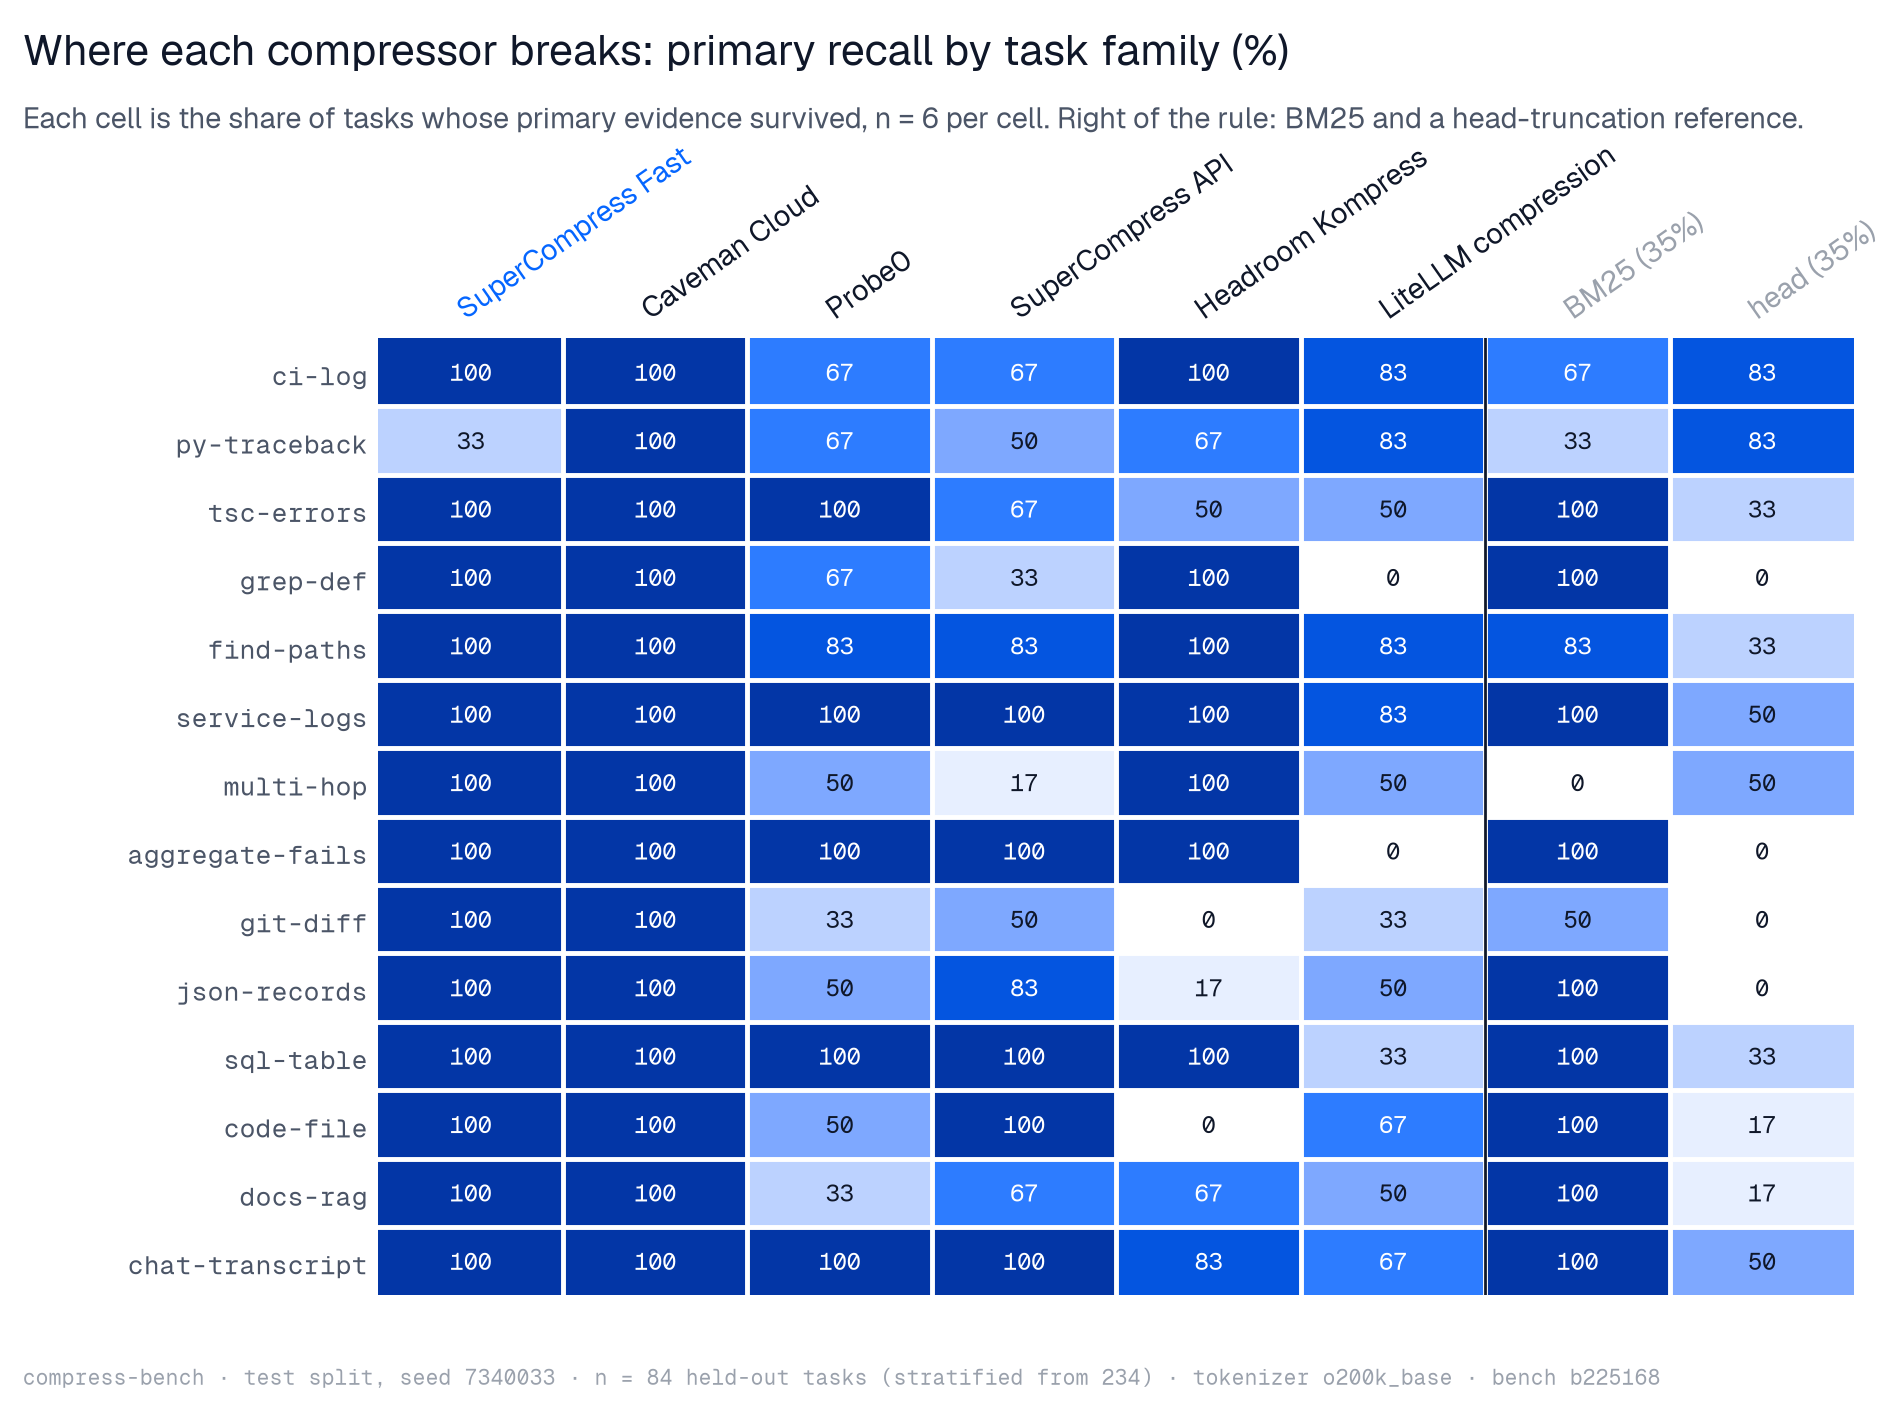 Where each compressor breaks: primary recall by task family (%)
Each cell is the share of tasks whose primary evidence survived, n = 6 per cell. Right of the rule: BM25 and a head-truncation reference.
SuperCompress Fast
Caveman Cloud
Probe0
SuperCompress API
Headroom Kompress
LiteLLM compression
BM25 (35%)
head (35%)
ci-log 100 100 67 67 100 83 67 83
py-traceback 33 100 67 50 67 83 33 83
tsc-errors 100 100 100 67 50 50 100 33
grep-def 100 100 67 33 100 0 100 0
find-paths 100 100 83 83 100 83 83 33
service-logs 100 100 100 100 100 83 100 50
multi-hop 100 100 50 17 100 50 0 50
aggregate-fails 100 100 100 100 100 0 100 0
git-diff 100 100 33 50 0 33 50 0
json-records 100 100 50 83 17 50 100 0
sql-table 100 100 100 100 100 33 100 33
code-file 100 100 50 100 0 67 100 17
docs-rag 100 100 33 67 67 50 100 17
chat-transcript 100 100 100 100 83 67 100 50
compress-bench · test split, seed 7340033 · n = 84 held-out tasks (stratified from 234) · tokenizer o200k_base · bench b225168